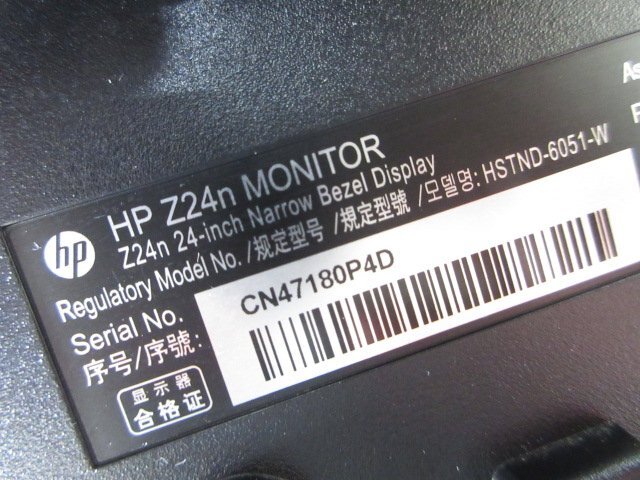 hp
HP Z24n MONITOR
Z24n 24-inch Narrow Bezel Display
Regulatory Model No. /规定型号 /規定型號 /모델명: HSTND-6051-W
Serial No.
序号/序號:
CN47180P4D
显示器
合格证
As